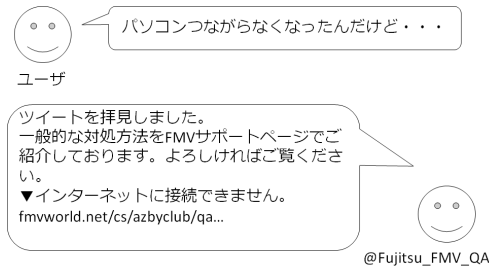 パソコンつながらなくなったんだけど・・・
ユーザ
ツイートを拝見しました。
一般的な対処方法をFMVサポートページでご
紹介しております。よろしければご覧くださ
い。
▼インターネットに接続できません。
fmvworld.net/cs/azbyclub/qa…
@Fujitsu_FMV_QA